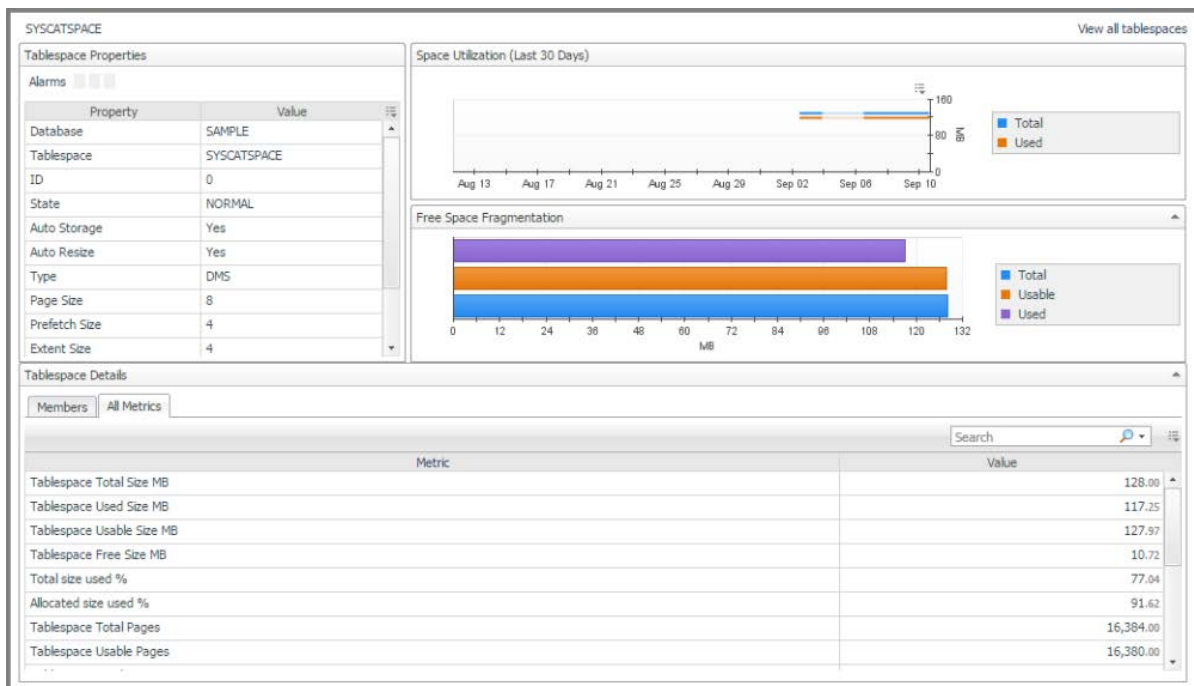 SYSCATSPACE
View all tablespaces
Tablespace Properties
Alarms
Property Value
Database SAMPLE
Tablespace SYSCATSPACE
ID 0
State NORMAL
Auto Storage Yes
Auto Resize Yes
Type DMS
Page Size 8
Prefetch Size 4
Extent Size 4
Space Utilization (Last 30 Days)
160
80
0
MB
Aug 13 Aug 17 Aug 21 Aug 25 Aug 29 Sep 02 Sep 06 Sep 10
Total
Used
Free Space Fragmentation
0 12 24 36 48 60 72 84 96 108 120 132
MB
Total
Usable
Used
Tablespace Details
Members All Metrics
Search
Metric Value
Tablespace Total Size MB 128.00
Tablespace Used Size MB 117.25
Tablespace Usable Size MB 127.97
Tablespace Free Size MB 10.72
Total size used % 77.04
Allocated size used % 91.62
Tablespace Total Pages 16,384.00
Tablespace Usable Pages 16,380.00